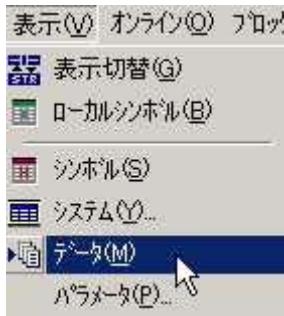 表示(V) オンライン(O) ﾌﾞﾛｯｸ
表示切替(G)
ローカルシンボル(B)
シンボル(S)
システム(Y)...
データ(M)
パラメータ(P)...